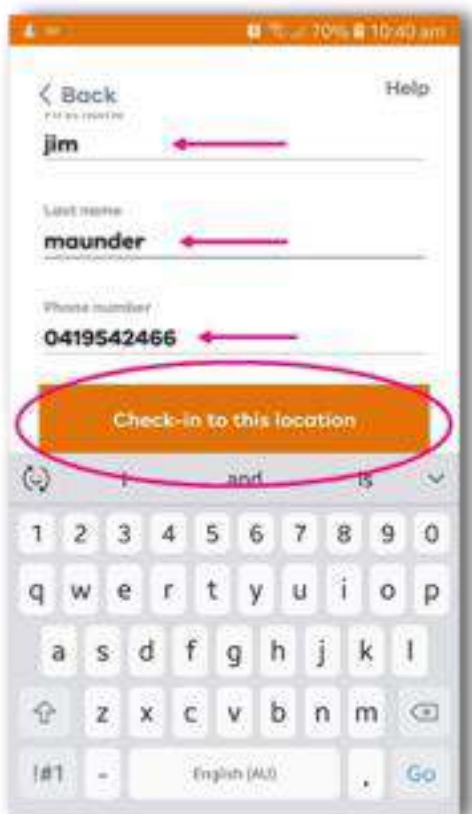 70% 10:40 am
< Back
Help
jim
Last name
maunder
Phone number
0419542466
Check-in to this location
i and is
1 2 3 4 5 6 7 8 9 0
q w e r t y u i o p
a s d f g h j k l
z x c v b n m
!#1 - English (AU) . Go